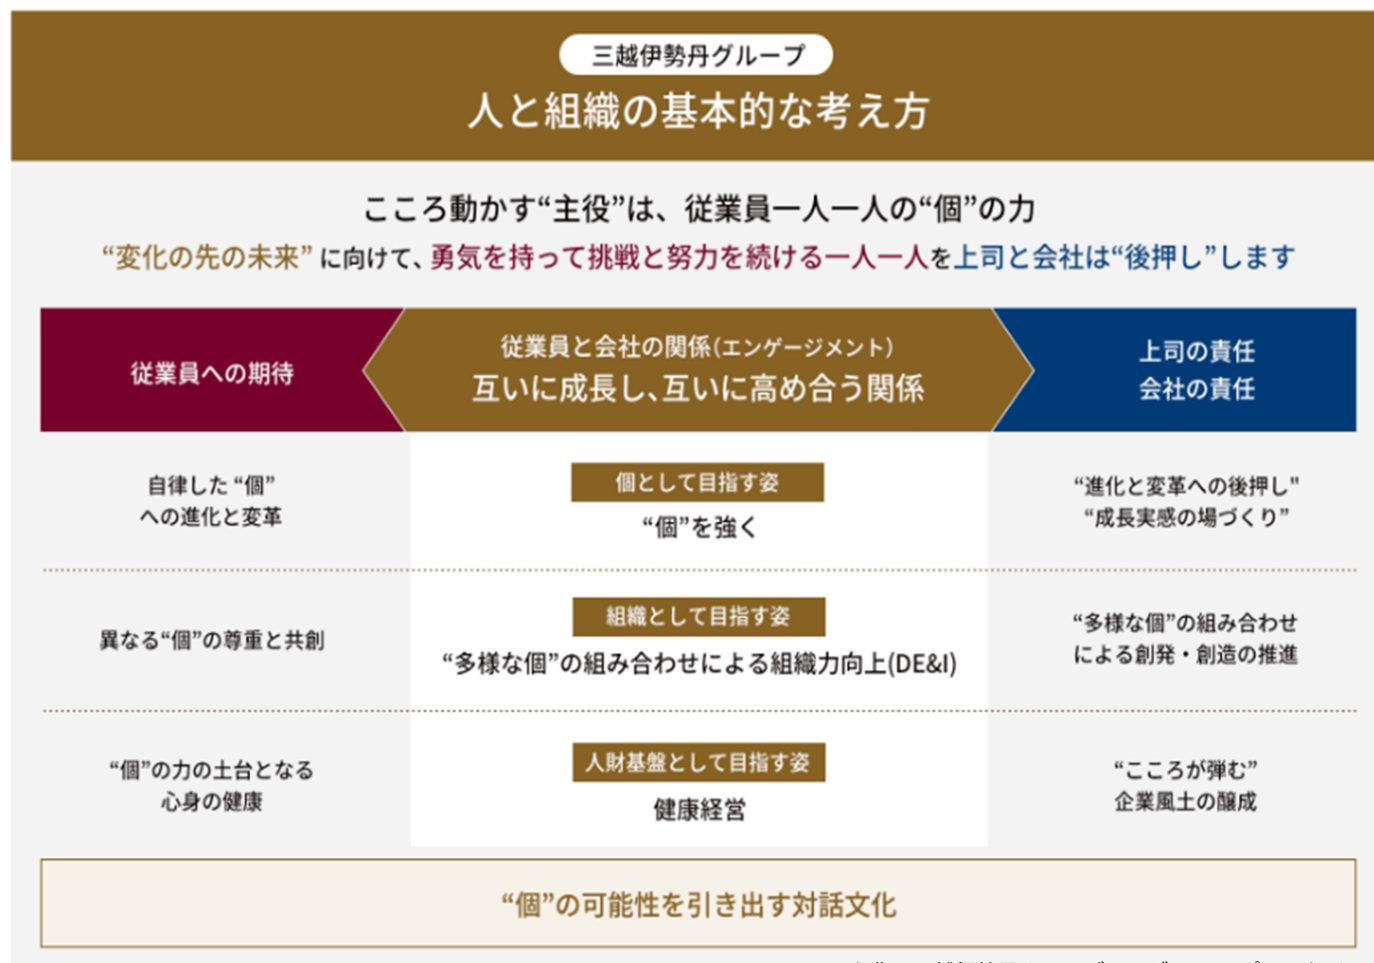 三越伊勢丹グループ
人と組織の基本的な考え方
こころ動かす“主役”は、従業員一人一人の“個”の力
“変化の先の未来” に向けて、勇気を持って挑戦と努力を続ける一人一人を上司と会社は“後押し”します
従業員への期待
従業員と会社の関係(エンゲージメント)
互いに成長し、互いに高め合う関係
上司の責任
会社の責任
自律した “個”
への進化と変革
個として目指す姿
“個”を強く
“進化と変革への後押し"
“成長実感の場づくり”
異なる“個”の尊重と共創
組織として目指す姿
“多様な個”の組み合わせによる組織力向上(DE&I)
“多様な個”の組み合わせ
による創発・創造の推進
“個”の力の土台となる
心身の健康
人財基盤として目指す姿
健康経営
“こころが弾む”
企業風土の醸成
“個”の可能性を引き出す対話文化